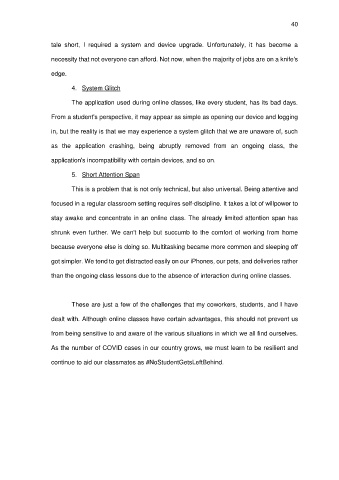 40
tale short, I required a system and device upgrade. Unfortunately, it has become a
necessity that not everyone can afford. Not now, when the majority of jobs are on a knife's
edge.
4. System Glitch
The application used during online classes, like every student, has its bad days.
From a student's perspective, it may appear as simple as opening our device and logging
in, but the reality is that we may experience a system glitch that we are unaware of, such
as the application crashing, being abruptly removed from an ongoing class, the
application's incompatibility with certain devices, and so on.
5. Short Attention Span
This is a problem that is not only technical, but also universal. Being attentive and
focused in a regular classroom setting requires self-discipline. It takes a lot of willpower to
stay awake and concentrate in an online class. The already limited attention span has
shrunk even further. We can't help but succumb to the comfort of working from home
because everyone else is doing so. Multitasking became more common and sleeping off
got simpler. We tend to get distracted easily on our iPhones, our pets, and deliveries rather
than the ongoing class lessons due to the absence of interaction during online classes.
These are just a few of the challenges that my coworkers, students, and I have
dealt with. Although online classes have certain advantages, this should not prevent us
from being sensitive to and aware of the various situations in which we all find ourselves.
As the number of COVID cases in our country grows, we must learn to be resilient and
continue to aid our classmates as #NoStudentGetsLeftBehind.